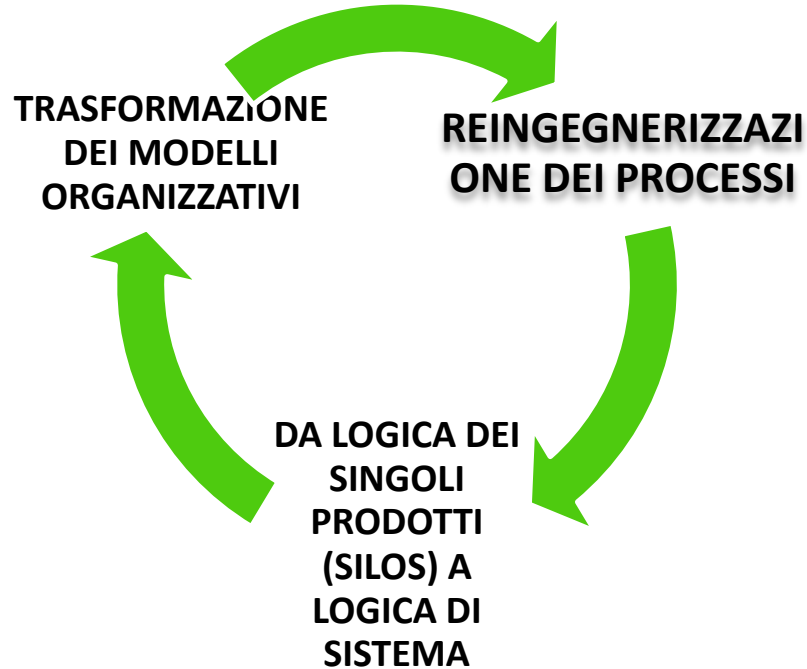 TRASFORMAZIONE
DEI MODELLI
ORGANIZZATIVI
REINGEGNERIZZAZI
ONE DEI PROCESSI
DA LOGICA DEI
SINGOLI
PRODOTTI
(SILOS) A
LOGICA DI
SISTEMA